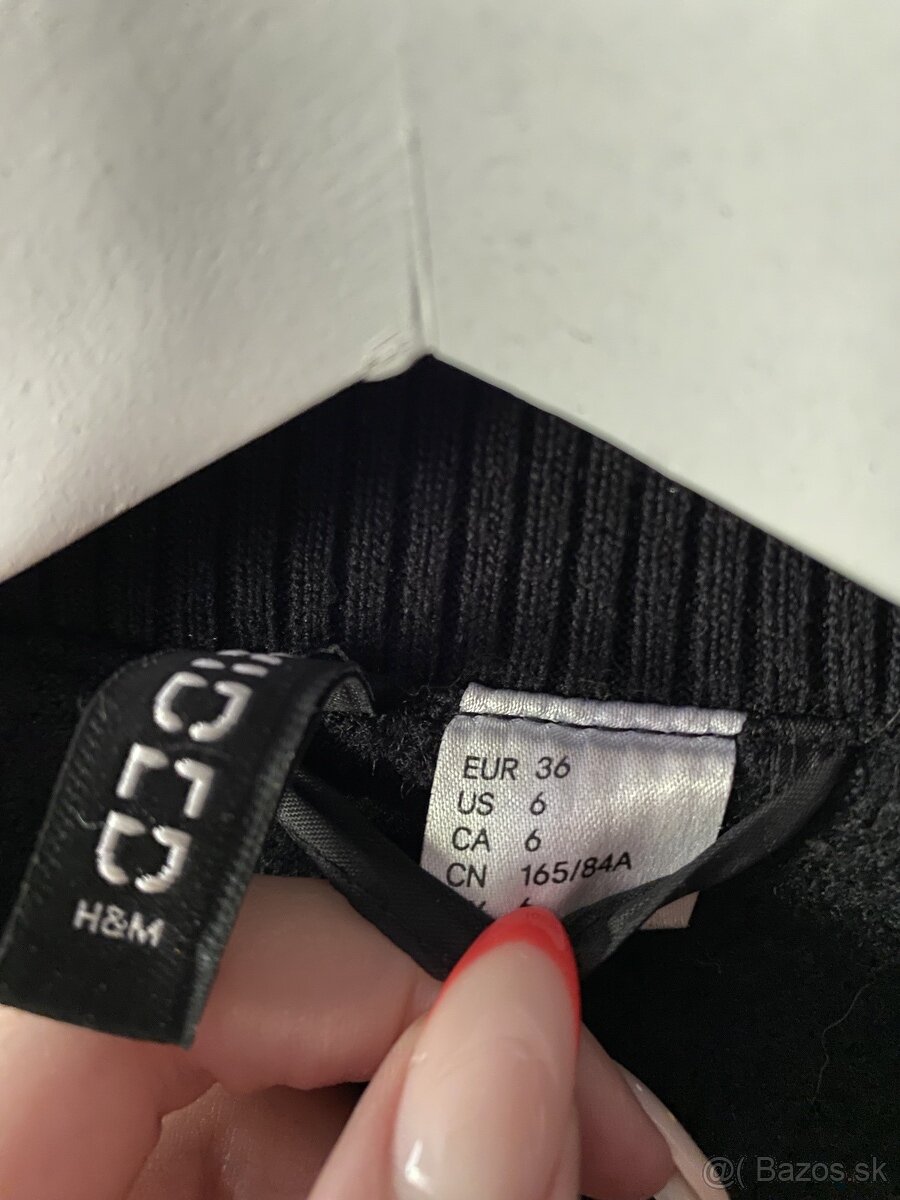 H&M
EUR 36
US 6
CA 6
CN 165/84A
@( Bazos.sk